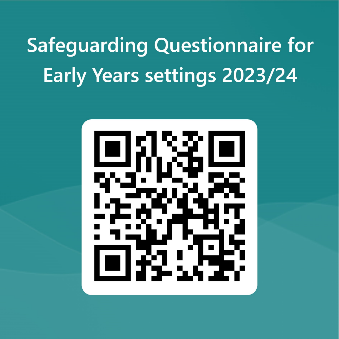 Safeguarding Questionnaire for
Early Years settings 2023/24